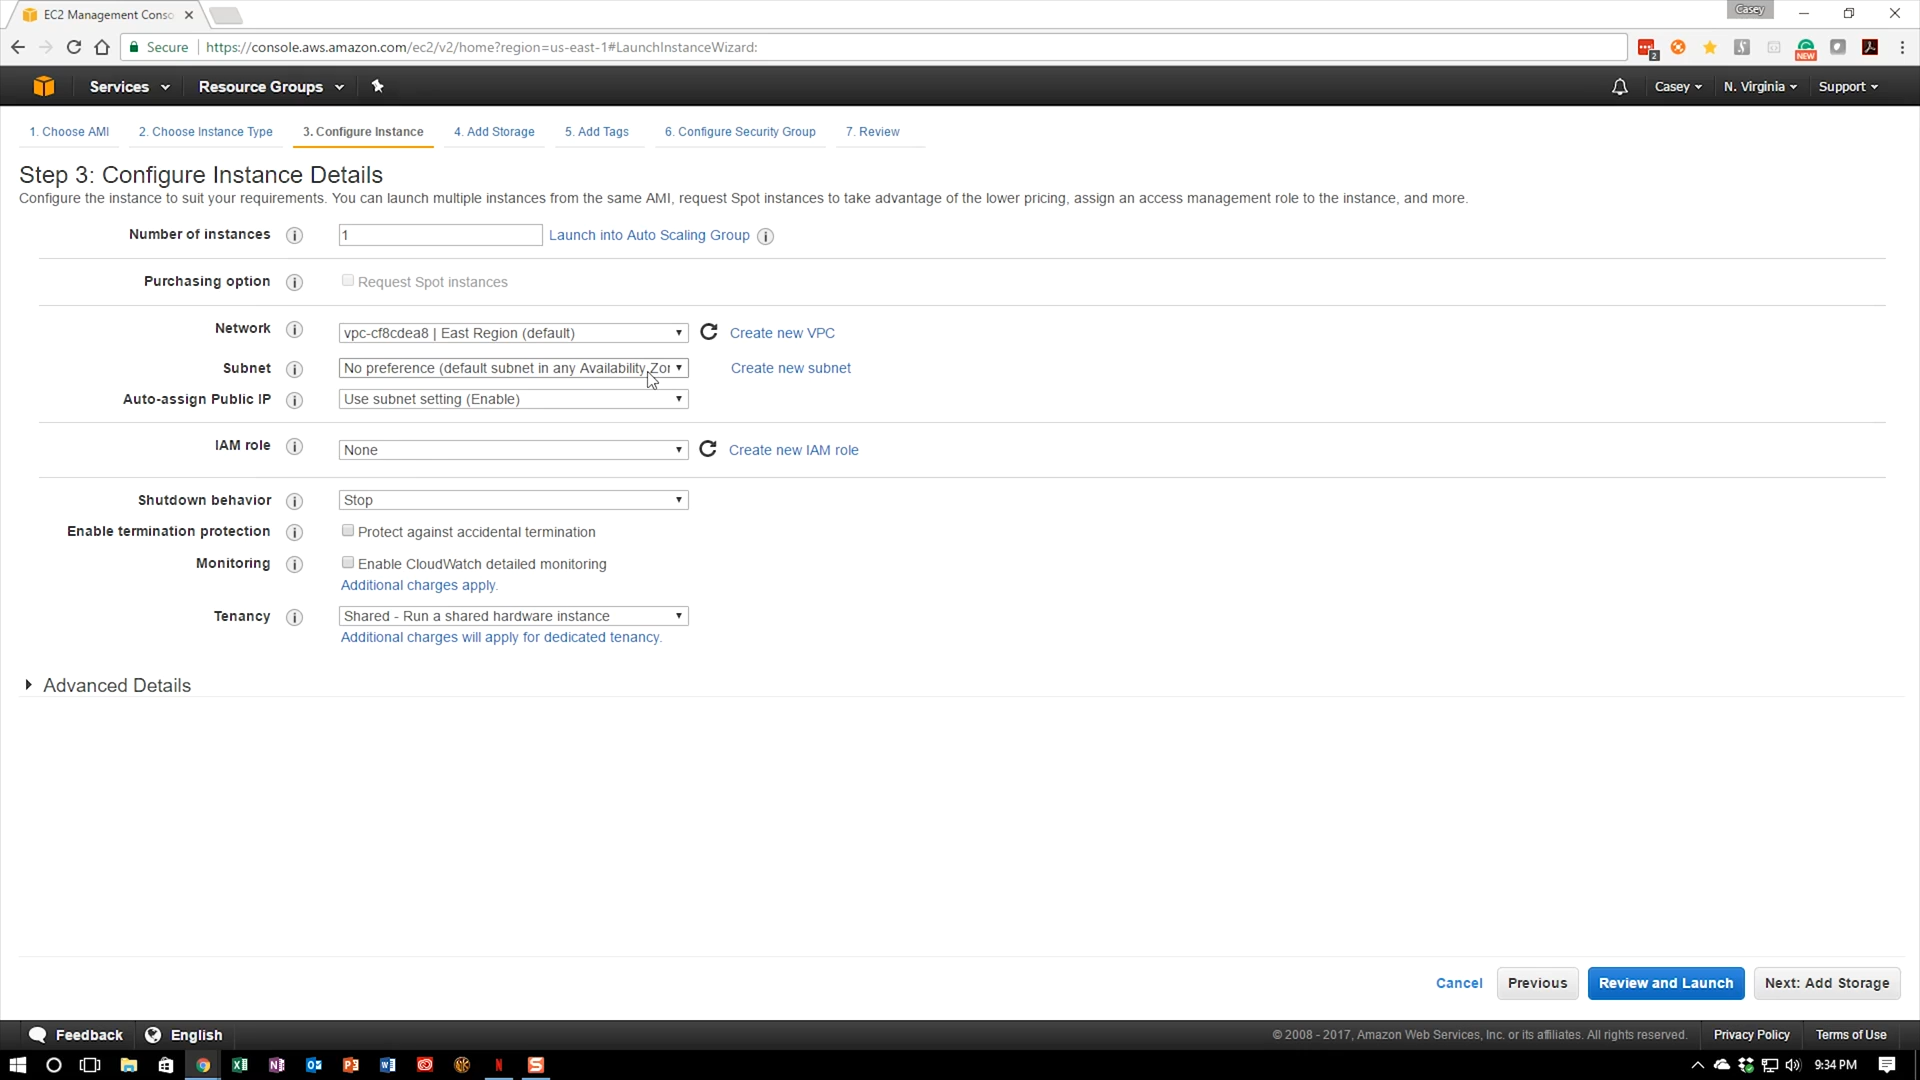 EC2 Management Conso
Casey
Secure
https://console.aws.amazon.com/ec2/v2/home?region=us-east-1#LaunchInstanceWizard:
2
NEW
Services
Resource Groups
Casey
N. Virginia
Support
1. Choose AMI
2. Choose Instance Type
3. Configure Instance
4. Add Storage
5. Add Tags
6. Configure Security Group
7. Review
Step 3: Configure Instance Details
Configure the instance to suit your requirements. You can launch multiple instances from the same AMI, request Spot instances to take advantage of the lower pricing, assign an access management role to the instance, and more.
Number of instances
1
Launch into Auto Scaling Group
Purchasing option
Request Spot instances
Network
vpc-cf8cdea8 | East Region (default)
Create new VPC
Subnet
No preference (default subnet in any Availability Zor
Create new subnet
Auto-assign Public IP
Use subnet setting (Enable)
IAM role
None
Create new IAM role
Shutdown behavior
Stop
Enable termination protection
Protect against accidental termination
Monitoring
Enable CloudWatch detailed monitoring
Additional charges apply.
Tenancy
Shared - Run a shared hardware instance
Additional charges will apply for dedicated tenancy.
Advanced Details
Cancel
Previous
Review and Launch
Next: Add Storage
Feedback
English
© 2008 - 2017, Amazon Web Services, Inc. or its affiliates. All rights reserved.
Privacy Policy
Terms of Use
9:34 PM